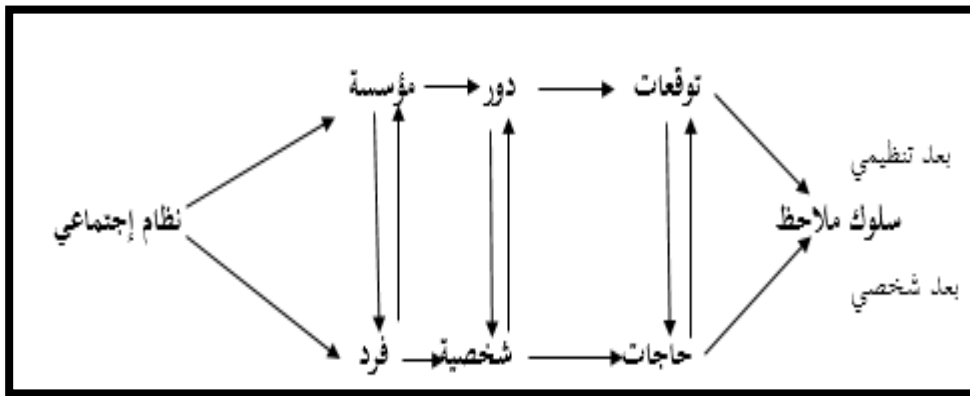 مؤسسة دور توقعات
بعد تنظيمي
نظام إجتماعي سلوك ملاحظ
بعد شخصي
فرد شخصية حاجات